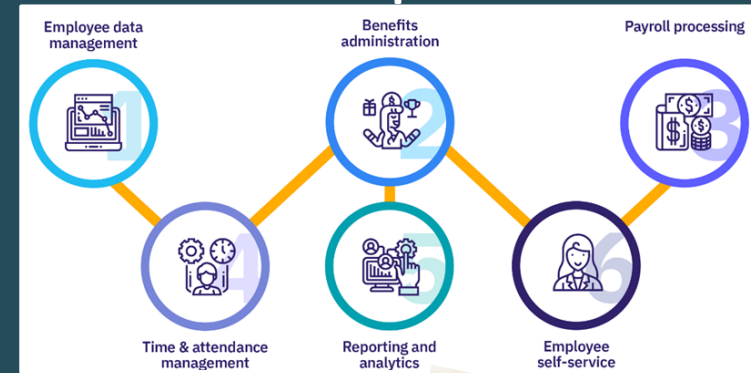 Employee data
management
1
Benefits
administration
2
Payroll processing
3
4
Time & attendance
management
5
Reporting and
analytics
6
Employee
self-service